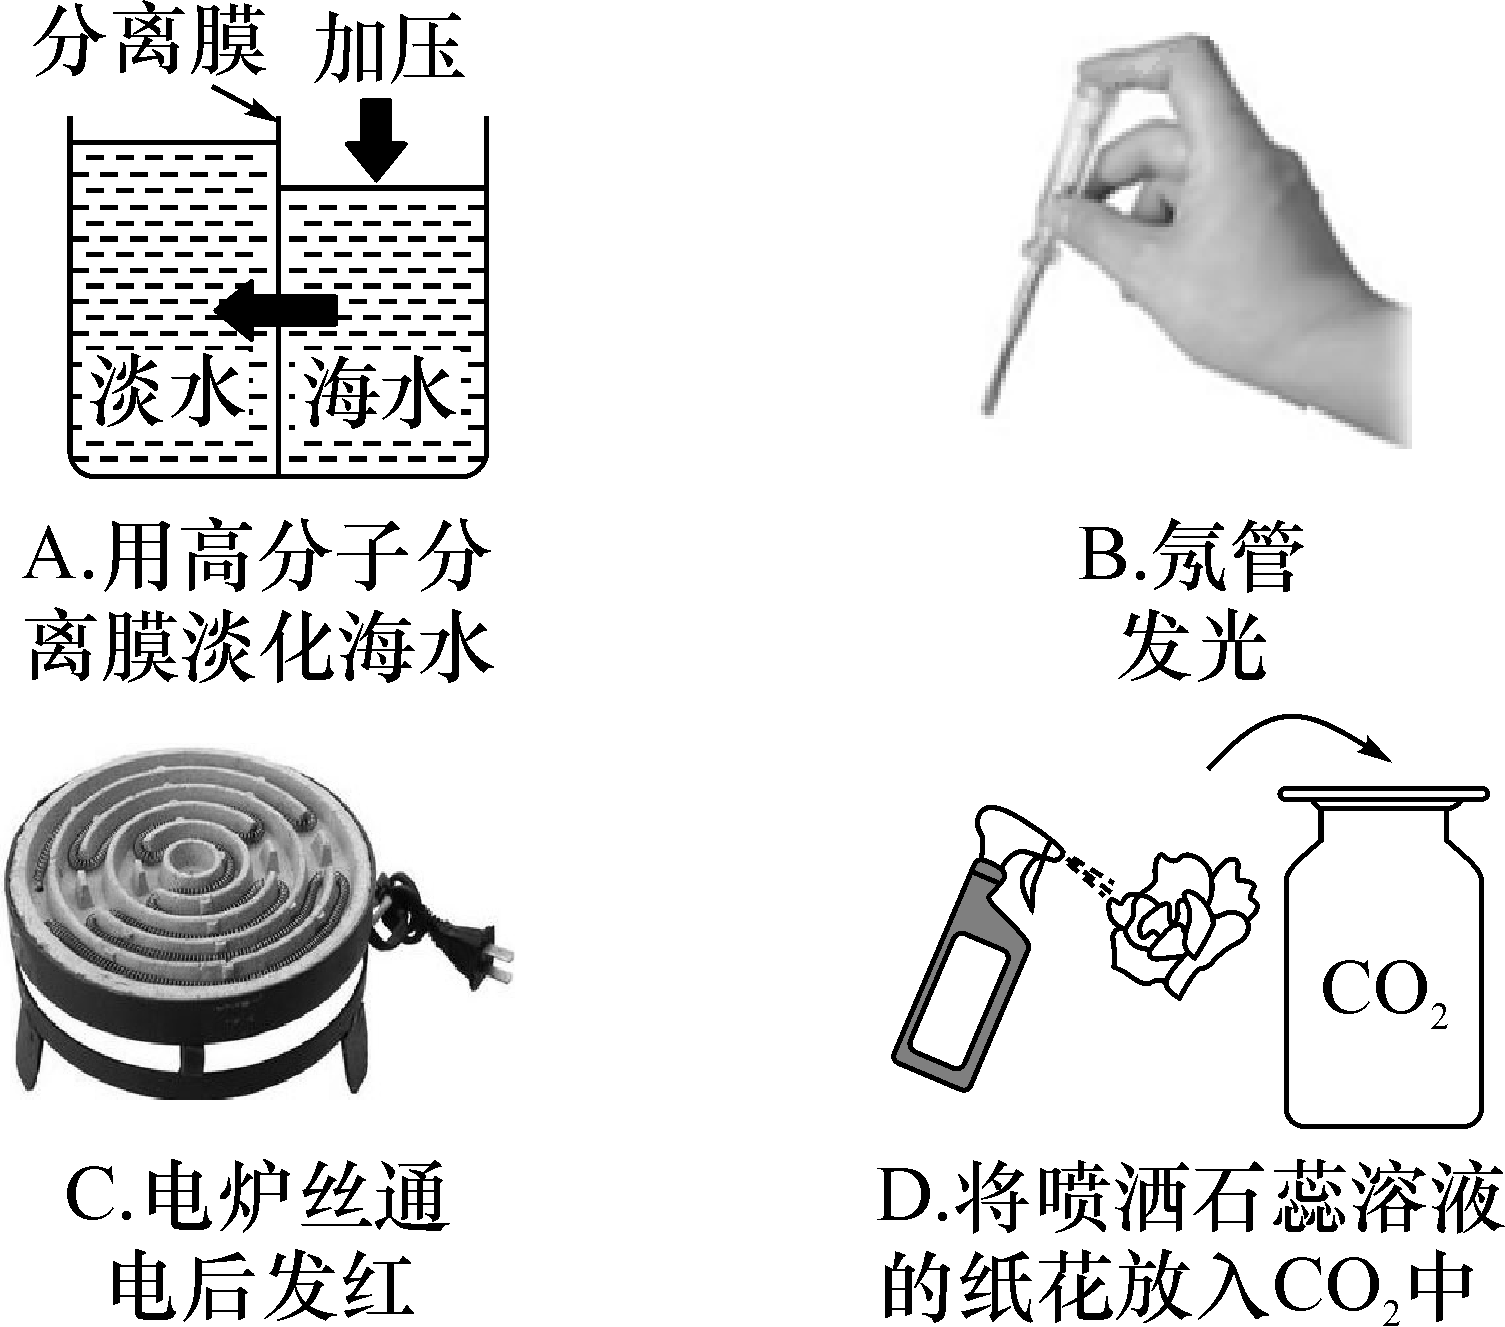 分离膜 加压
淡水 海水
A.用高分子分
离膜淡化海水
B.氖管
发光
CO₂
C.电炉丝通
电后发红
D.将喷洒石蕊溶液
的纸花放入CO₂中